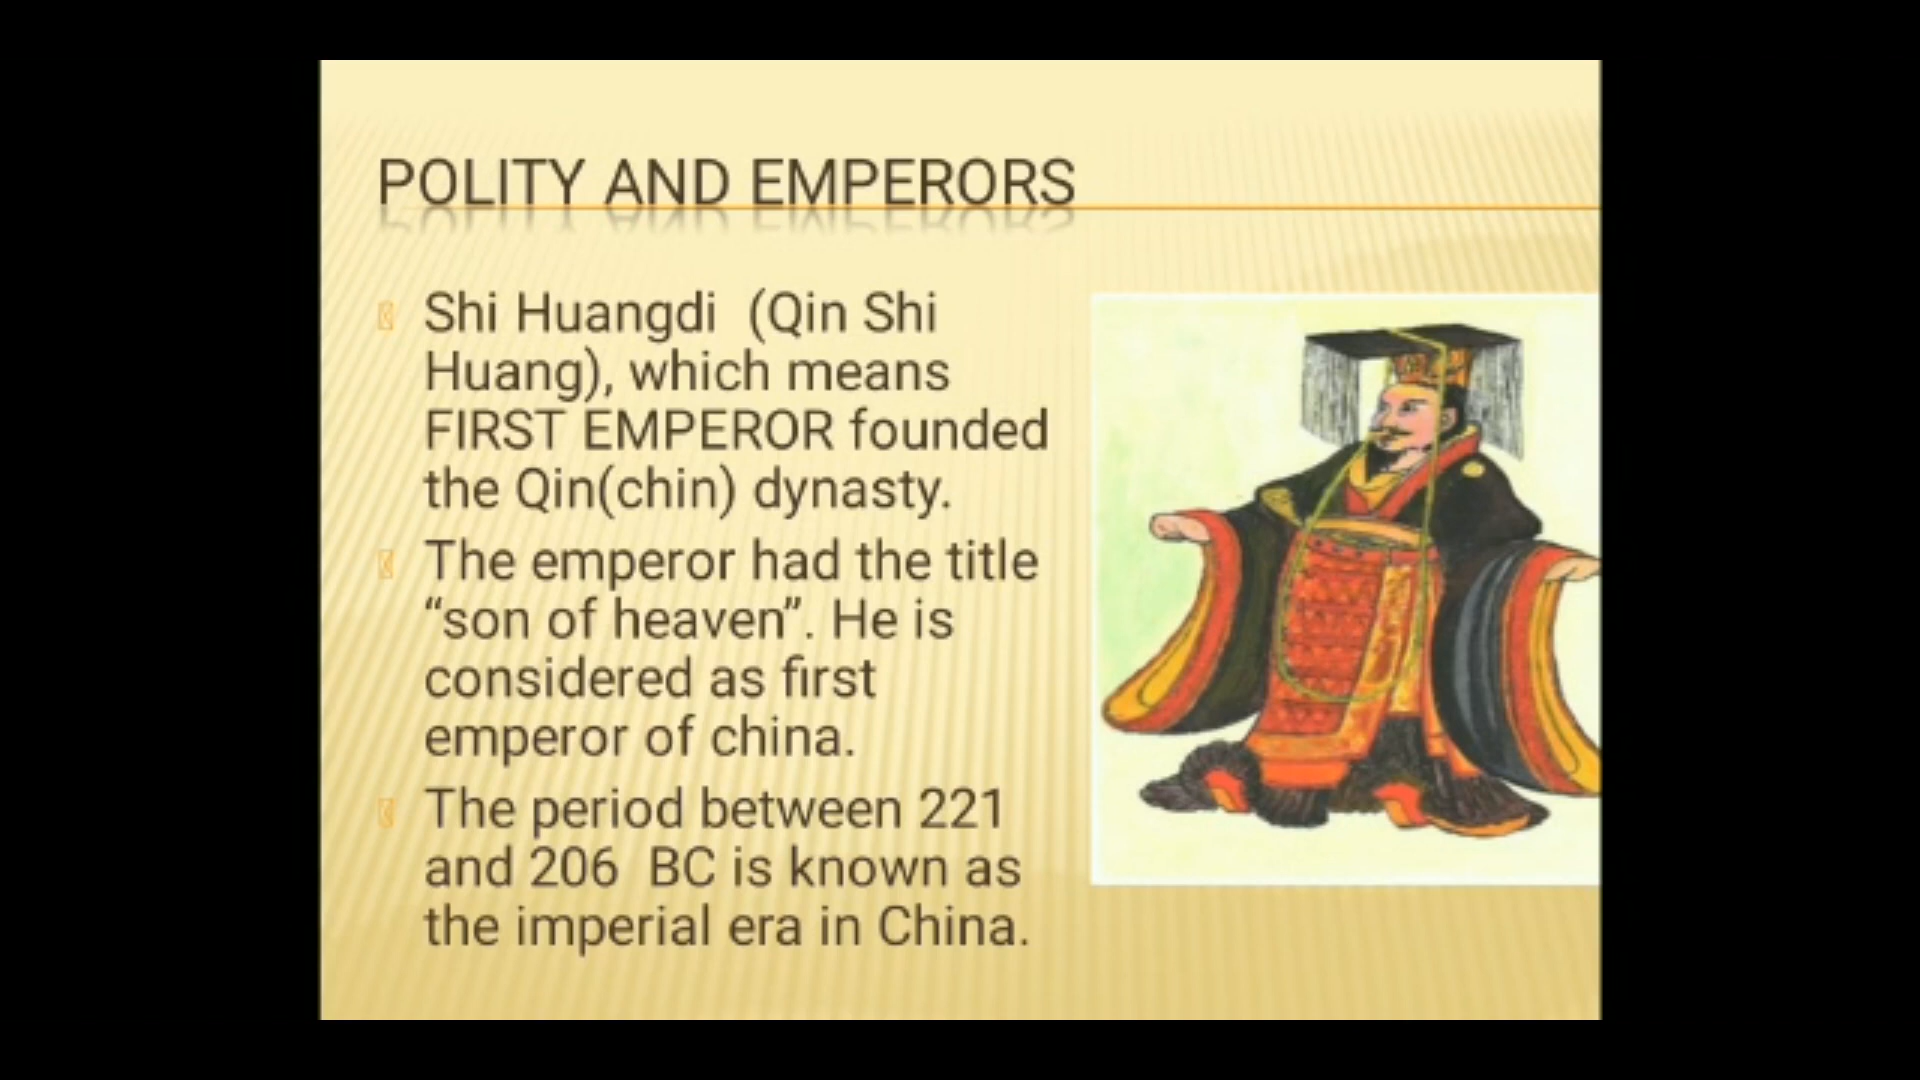 POLITY AND EMPERORS
Shi Huangdi  (Qin Shi
Huang), which means
FIRST EMPEROR founded
the Qin(chin) dynasty.
The emperor had the title
“son of heaven”. He is
considered as first
emperor of china.
The period between 221
and 206  BC is known as
the imperial era in China.